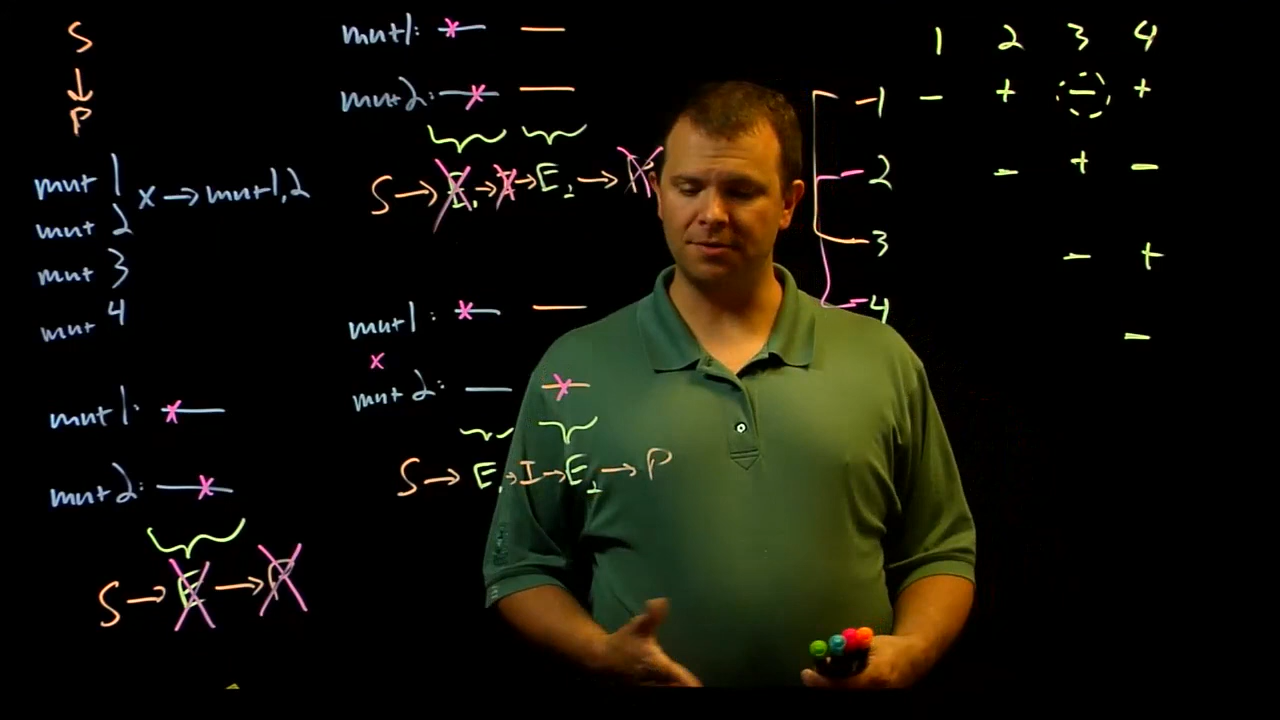 S
↓
P
mut 1
mut 2
x → mut 1,2
mut 3
mut 4
mut 1:
mut 2:
S → E → P
mut 1:
mut 2:
S → E1 → I → E2 →
mut 1:
x
mut 2:
S → E1 → I → E2 → P
1 2 3 4
1 - + - +
2 - + -
3 - +
4 -